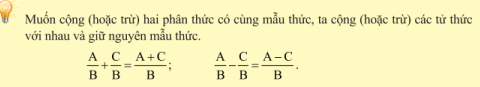 Muốn cộng (hoặc trừ) hai phân thức có cùng mẫu thức, ta cộng (hoặc trừ) các tử thức
với nhau và giữ nguyên mẫu thức.
A/B + C/B = (A+C)/B ; A/B − C/B = (A−C)/B .